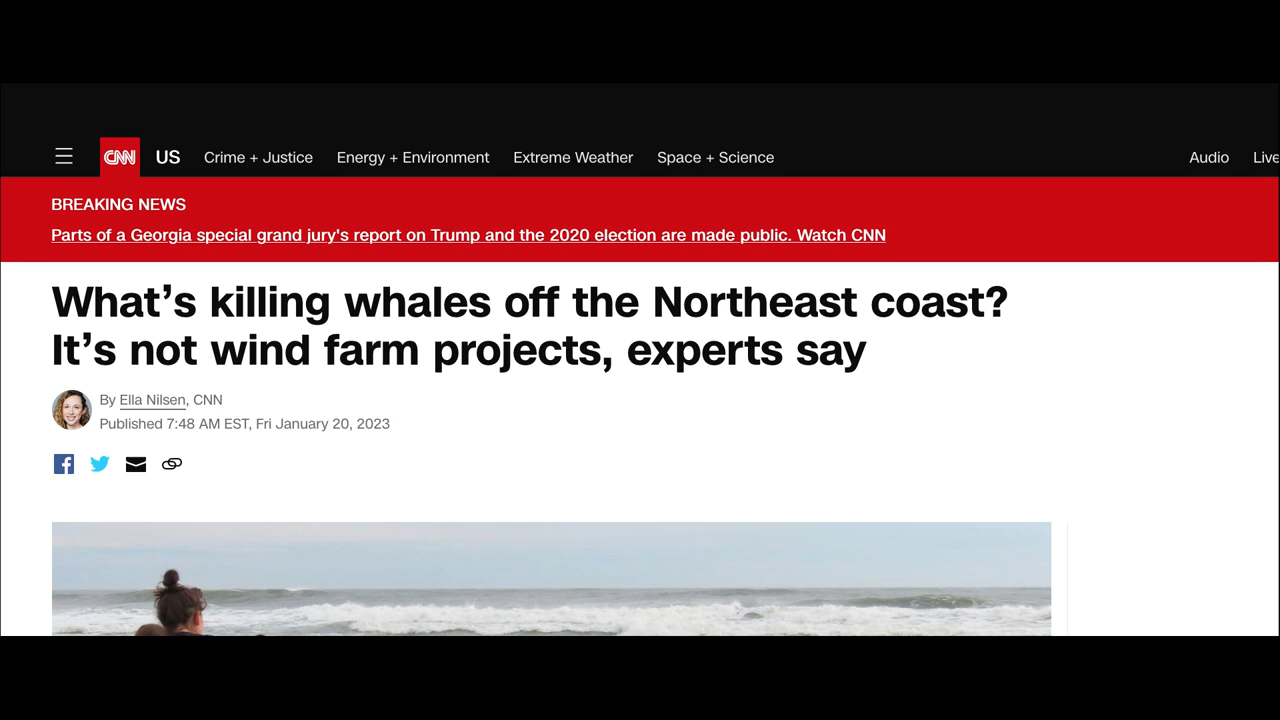 CNN US Crime + Justice Energy + Environment Extreme Weather Space + Science Audio Live
BREAKING NEWS
Parts of a Georgia special grand jury's report on Trump and the 2020 election are made public. Watch CNN
What’s killing whales off the Northeast coast?
It’s not wind farm projects, experts say
By Ella Nilsen, CNN
Published 7:48 AM EST, Fri January 20, 2023